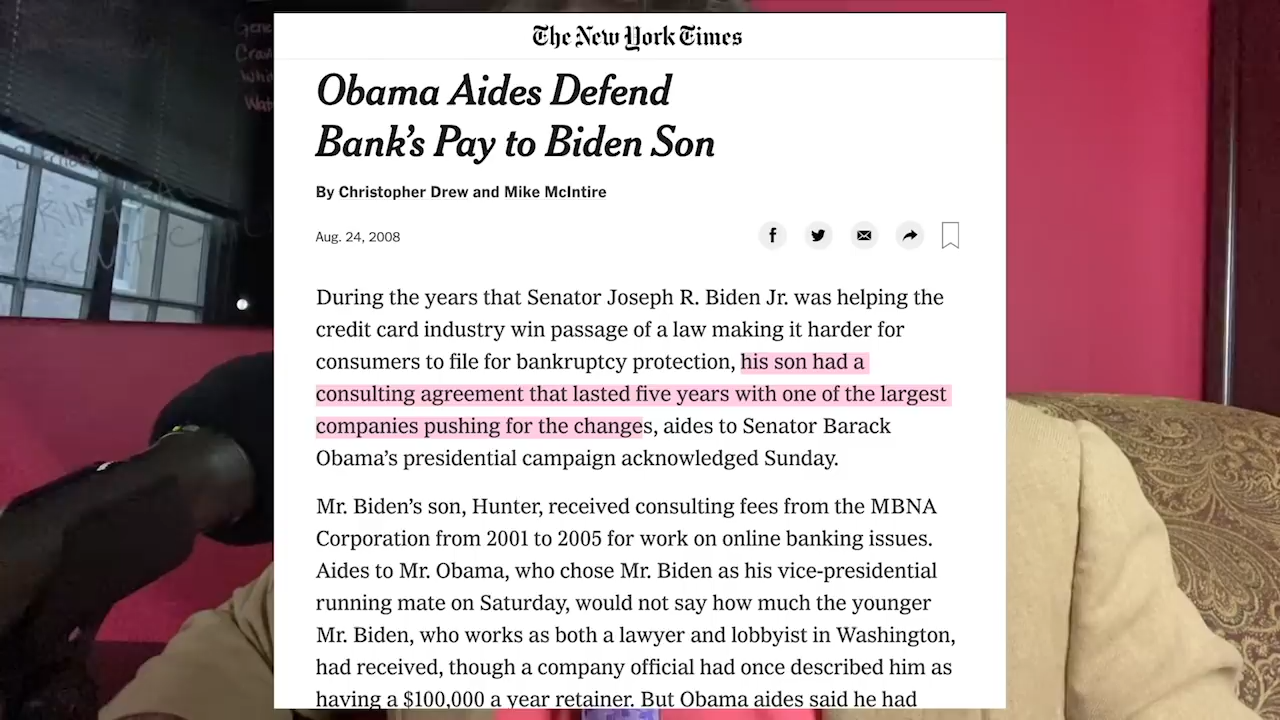 The New York Times
Obama Aides Defend
Bank's Pay to Biden Son
By Christopher Drew and Mike McIntire
Aug. 24, 2008
During the years that Senator Joseph R. Biden Jr. was helping the
credit card industry win passage of a law making it harder for
consumers to file for bankruptcy protection, his son had a
consulting agreement that lasted five years with one of the largest
companies pushing for the changes, aides to Senator Barack
Obama's presidential campaign acknowledged Sunday.
Mr. Biden's son, Hunter, received consulting fees from the MBNA
Corporation from 2001 to 2005 for work on online banking issues.
Aides to Mr. Obama, who chose Mr. Biden as his vice-presidential
running mate on Saturday, would not say how much the younger
Mr. Biden, who works as both a lawyer and lobbyist in Washington,
had received, though a company official had once described him as
having a $100,000 a year retainer. But Obama aides said he had